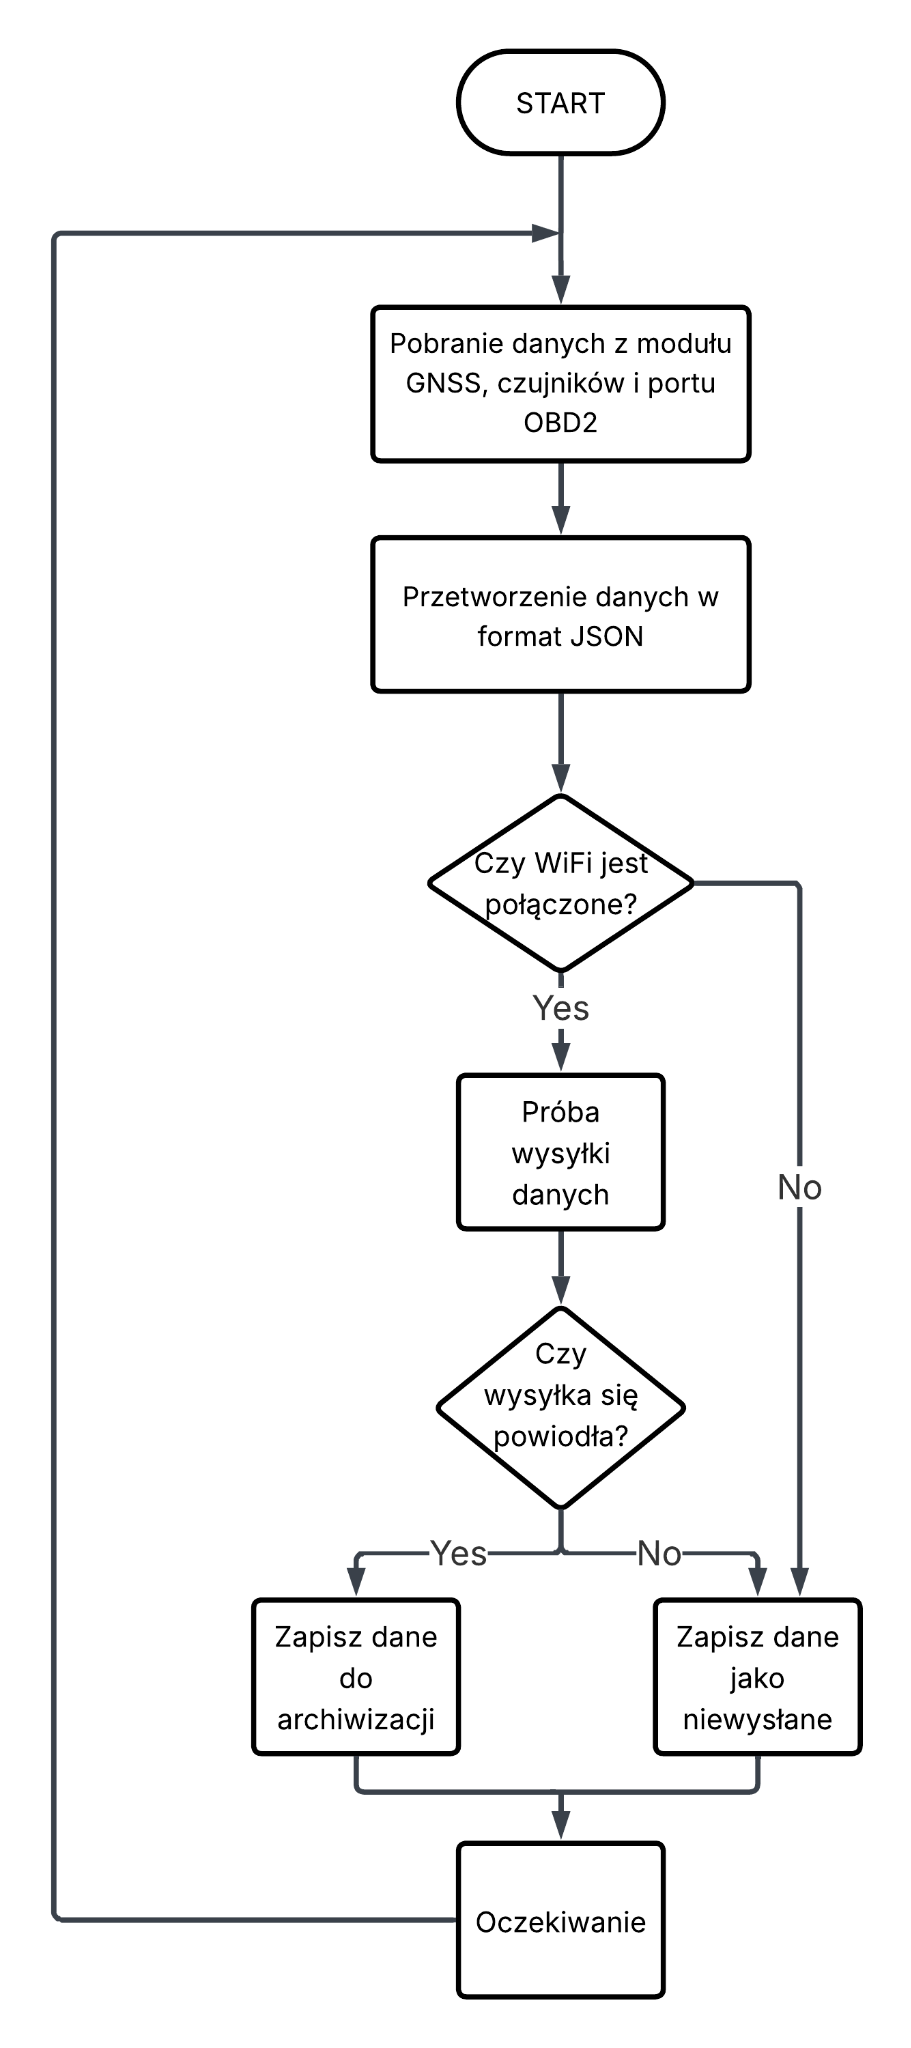 START
Pobranie danych z modułu
GNSS, czujników i portu
OBD2
Przetworzenie danych w
format JSON
Czy WiFi jest
połączone?
Yes
Próba
wysyłki
danych
No
Czy
wysyłka się
powiodła?
Yes
No
Zapisz dane
do
archiwizacji
Zapisz dane
jako
niewysłane
Oczekiwanie